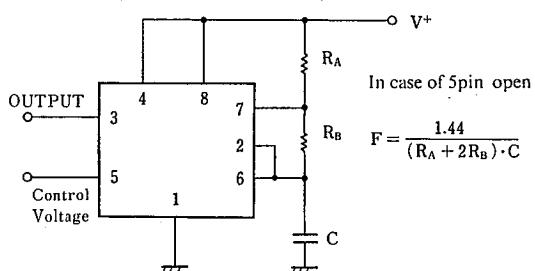 V+
RA
In case of 5pin open
OUTPUT
4
8
7
3
RB
2
F = 1.44 / (RA + 2RB)·C
5
6
Control
Voltage
1
C